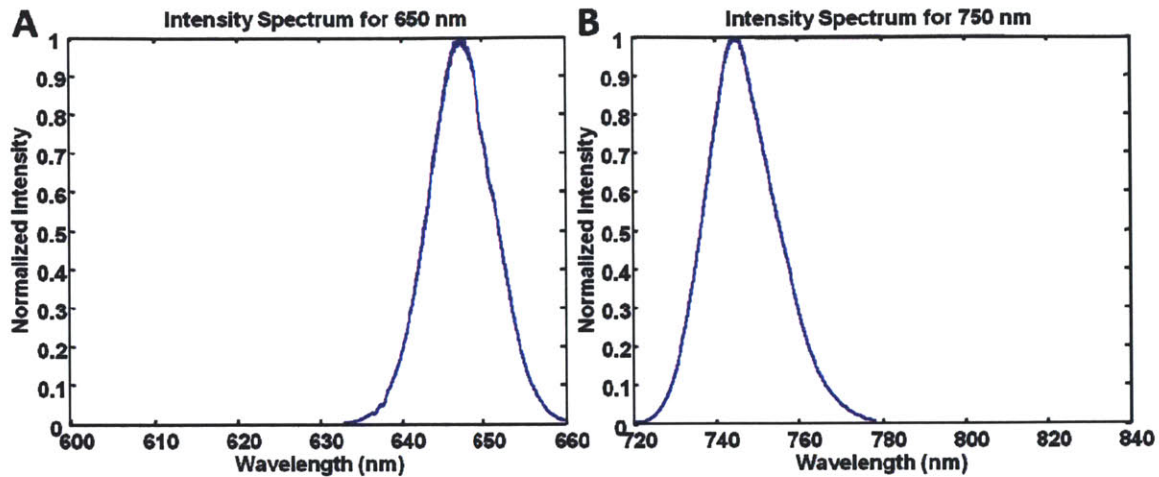 A
Intensity Spectrum for 650 nm
1
0.9
0.8
0.7
0.6
0.5
0.4
0.3
0.2
0.1
0
Normalized Intensity
600 610 620 630 640 650 660
Wavelength (nm)
B
Intensity Spectrum for 750 nm
1
0.9
0.8
0.7
0.6
0.5
0.4
0.3
0.2
0.1
0
Normalized Intensity
720 740 760 780 800 820 840
Wavelength (nm)